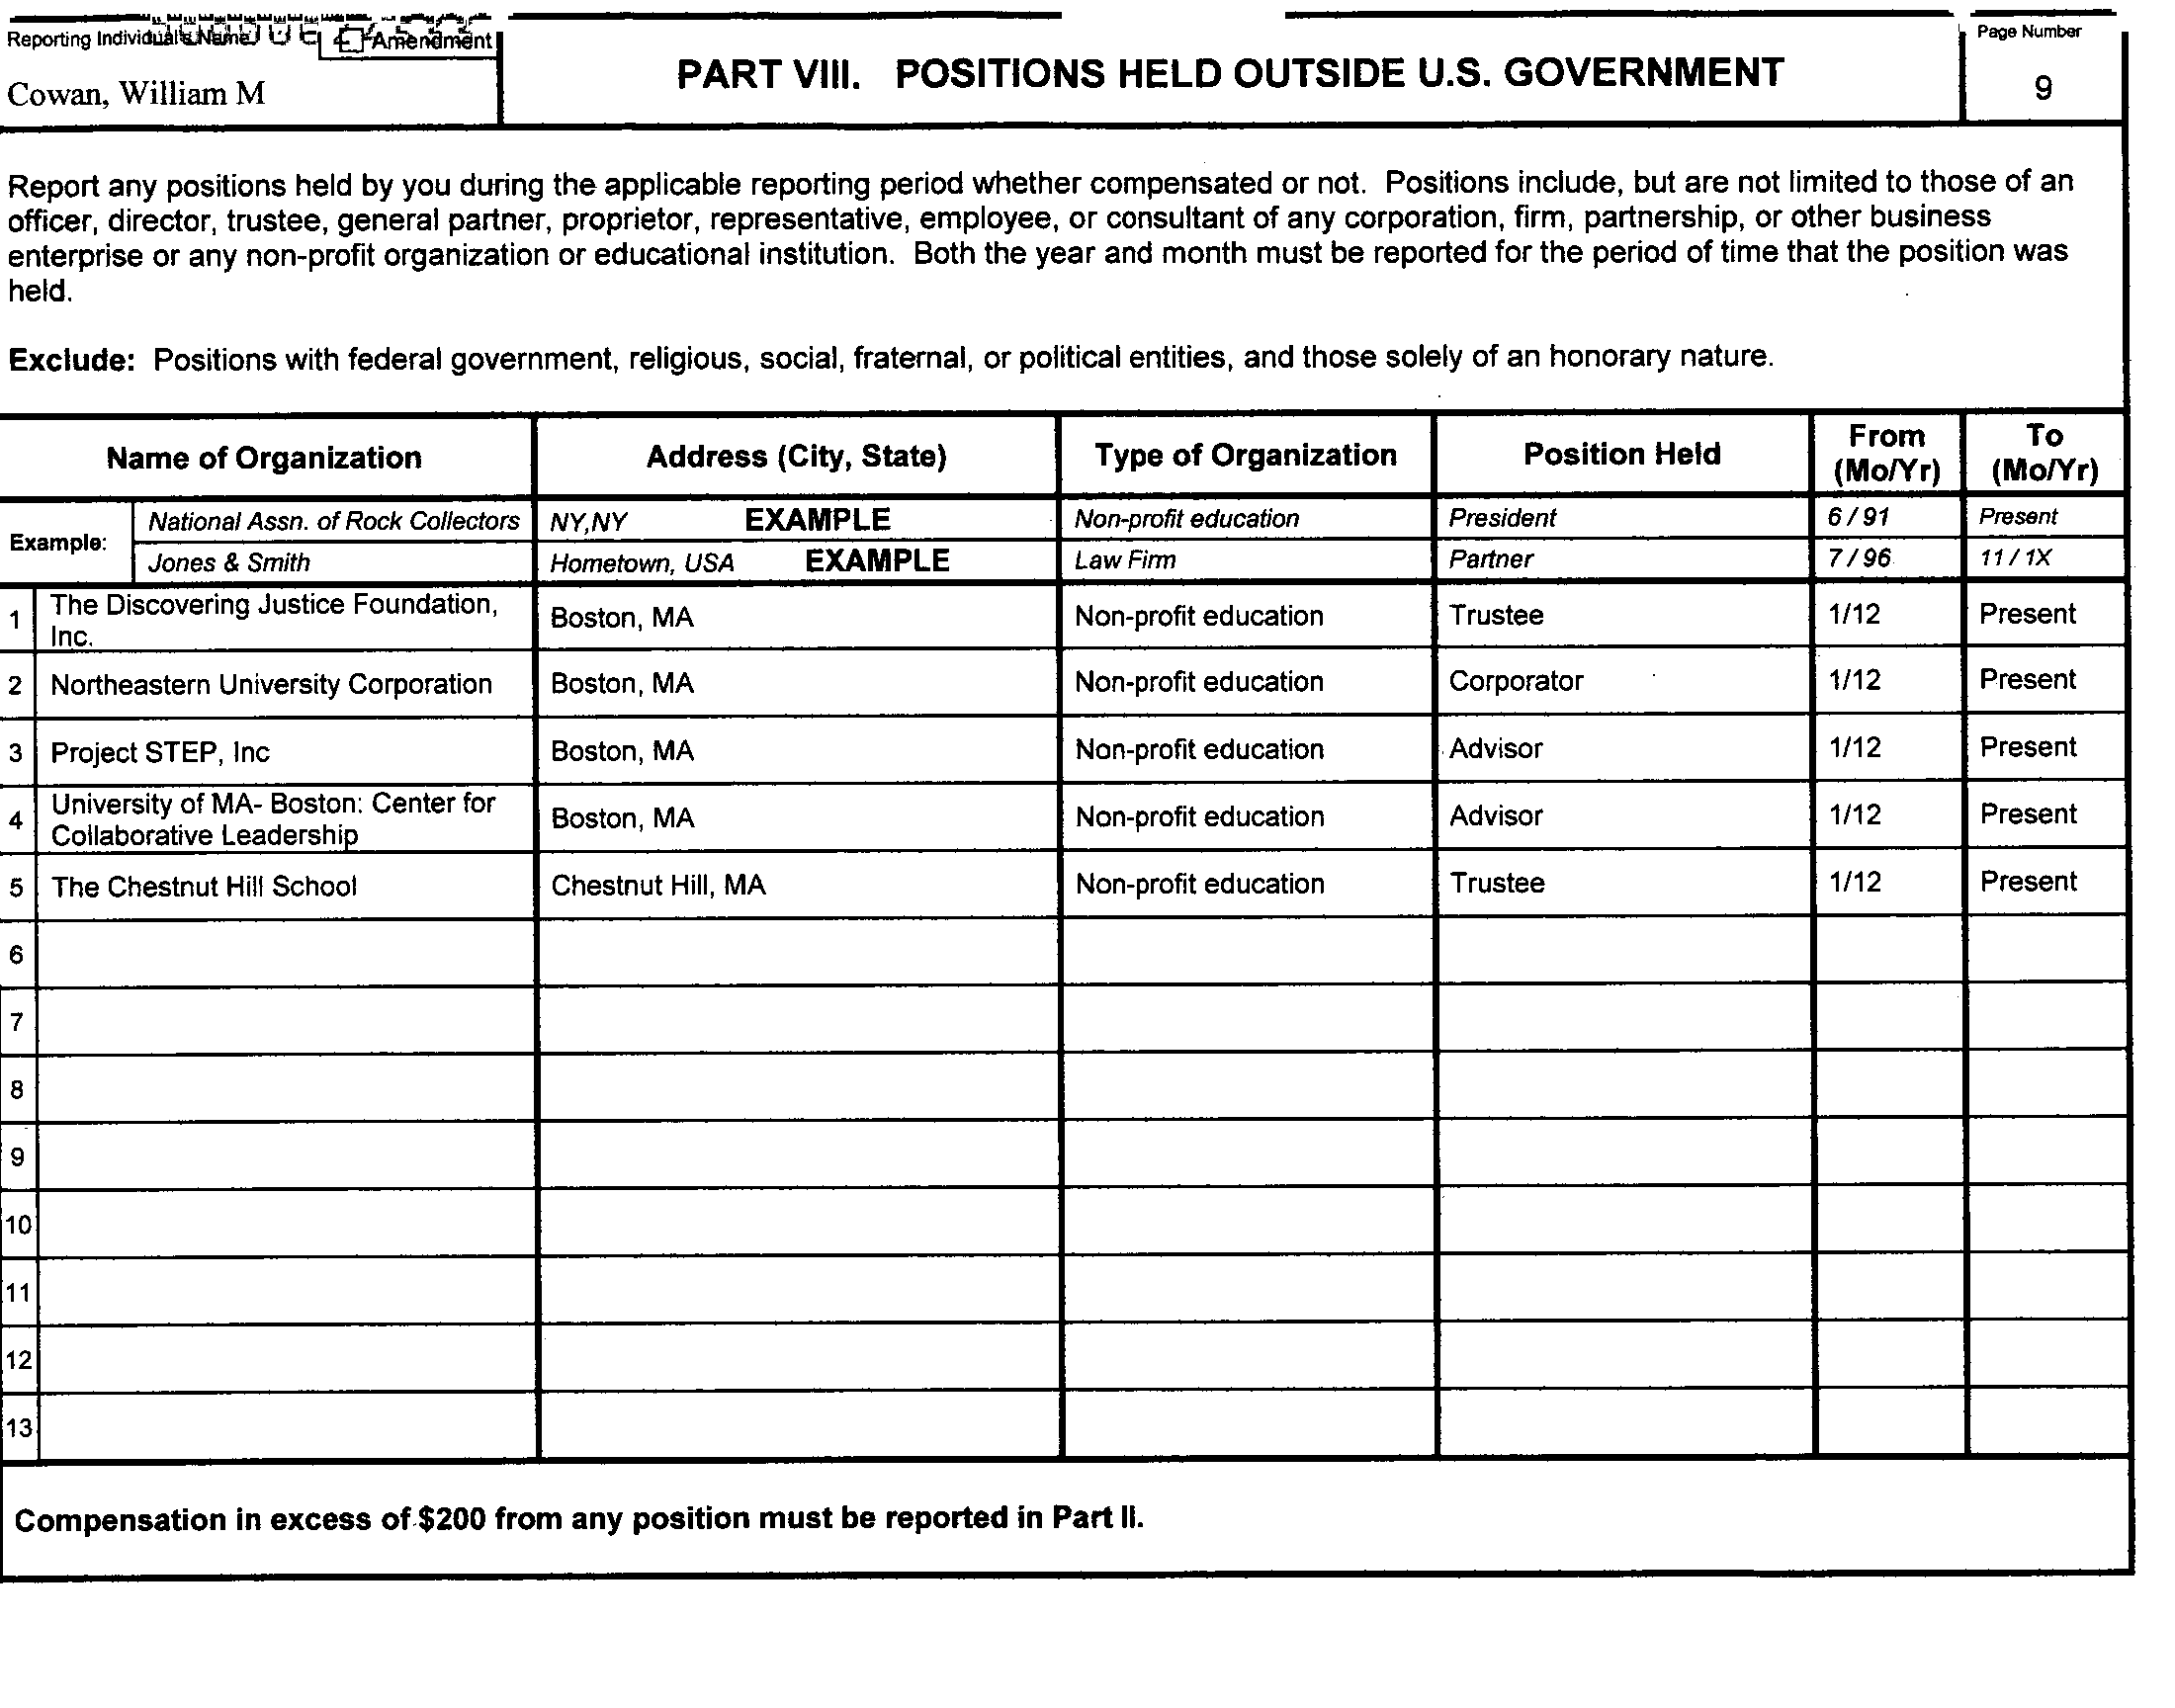 Reporting Individual's Name
Amendment
Cowan, William M
PART VIII. POSITIONS HELD OUTSIDE U.S. GOVERNMENT
Page Number
9
Report any positions held by you during the applicable reporting period whether compensated or not. Positions include, but are not limited to those of an
officer, director, trustee, general partner, proprietor, representative, employee, or consultant of any corporation, firm, partnership, or other business
enterprise or any non-profit organization or educational institution. Both the year and month must be reported for the period of time that the position was
held.
Exclude: Positions with federal government, religious, social, fraternal, or political entities, and those solely of an honorary nature.
Name of Organization Address (City, State) Type of Organization Position Held From (Mo/Yr) To (Mo/Yr)
Example:
National Assn. of Rock Collectors NY,NY EXAMPLE Non-profit education President 6 / 91 Present
Jones & Smith Hometown, USA EXAMPLE Law Firm Partner 7 / 96 11 / 1X
1 The Discovering Justice Foundation, Inc. Boston, MA Non-profit education Trustee 1/12 Present
2 Northeastern University Corporation Boston, MA Non-profit education Corporator 1/12 Present
3 Project STEP, Inc Boston, MA Non-profit education Advisor 1/12 Present
4 University of MA- Boston: Center for Collaborative Leadership Boston, MA Non-profit education Advisor 1/12 Present
5 The Chestnut Hill School Chestnut Hill, MA Non-profit education Trustee 1/12 Present
6
7
8
9
10
11
12
13
Compensation in excess of $200 from any position must be reported in Part II.